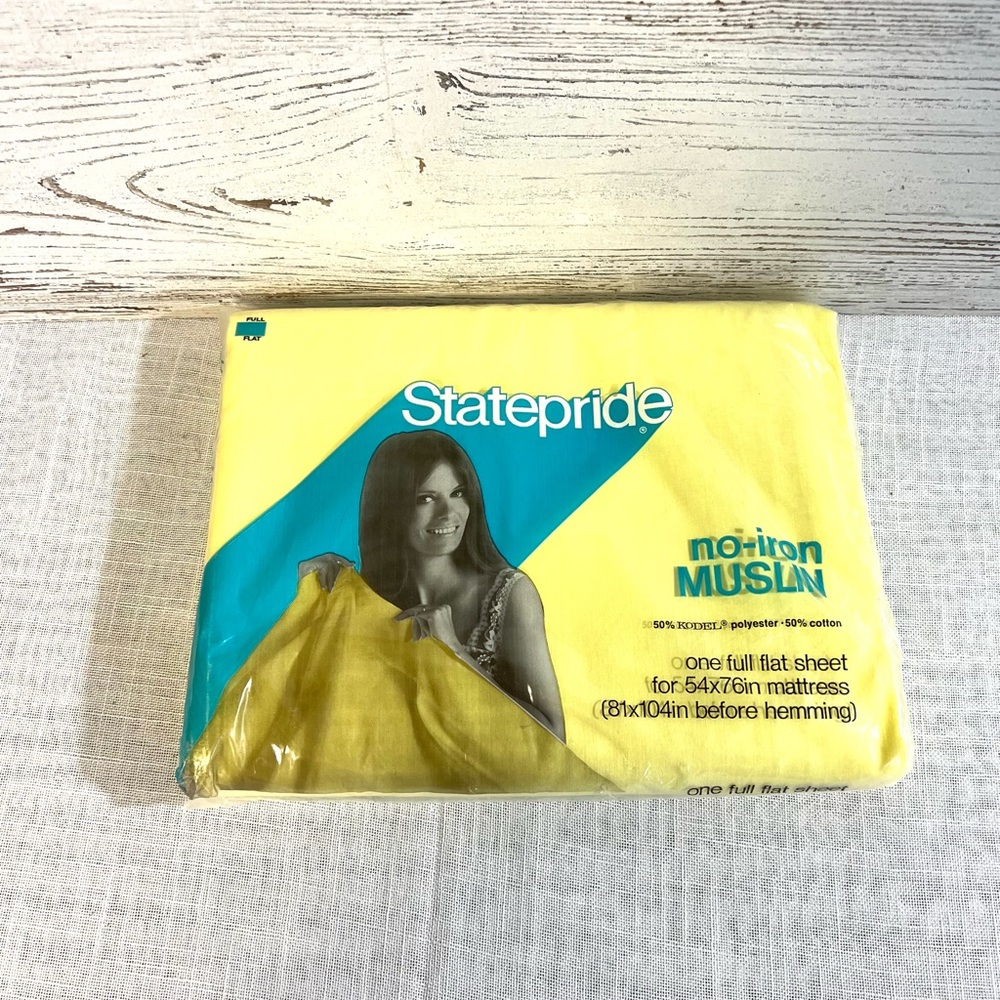 FULL
FLAT
Statepride®
no-iron
MUSLIN
50% KODEL® polyester · 50% cotton
one full flat sheet
for 54x76in mattress
(81x104in before hemming)
one full flat sheet